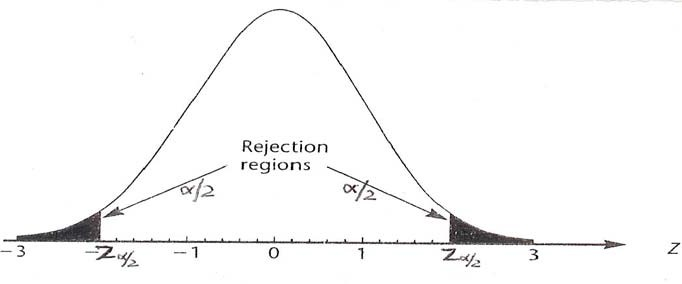 Rejection
regions
α/2 α/2
-3 -Zα/2 -1 0 1 Zα/2 3 Z